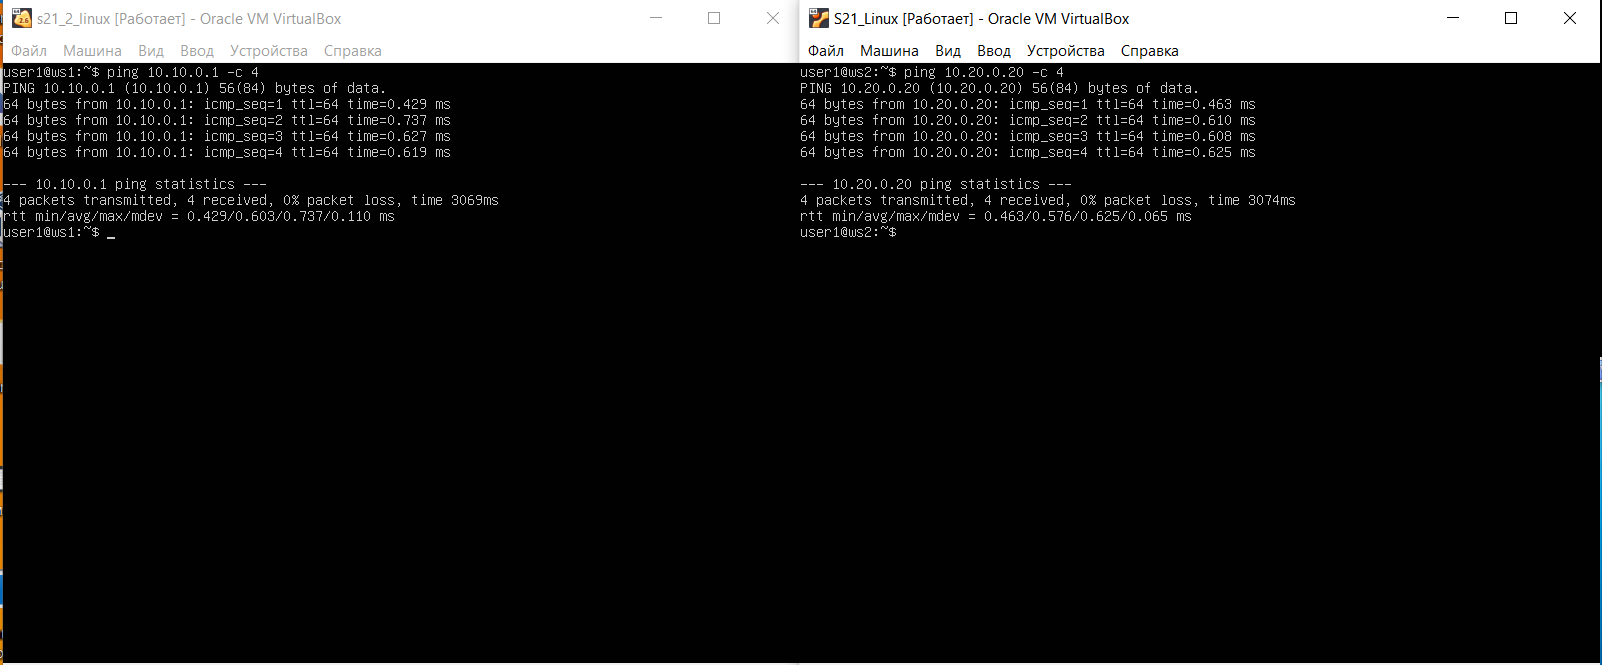 s21_2_linux [Работает] - Oracle VM VirtualBox
Файл Машина Вид Ввод Устройства Справка
user1@ws1:~$ ping 10.10.0.1 -c 4
PING 10.10.0.1 (10.10.0.1) 56(84) bytes of data.
64 bytes from 10.10.0.1: icmp_seq=1 ttl=64 time=0.429 ms
64 bytes from 10.10.0.1: icmp_seq=2 ttl=64 time=0.737 ms
64 bytes from 10.10.0.1: icmp_seq=3 ttl=64 time=0.627 ms
64 bytes from 10.10.0.1: icmp_seq=4 ttl=64 time=0.619 ms
--- 10.10.0.1 ping statistics ---
4 packets transmitted, 4 received, 0% packet loss, time 3069ms
rtt min/avg/max/mdev = 0.429/0.603/0.737/0.110 ms
user1@ws1:~$ _
S21_Linux [Работает] - Oracle VM VirtualBox
Файл Машина Вид Ввод Устройства Справка
user1@ws2:~$ ping 10.20.0.20 -c 4
PING 10.20.0.20 (10.20.0.20) 56(84) bytes of data.
64 bytes from 10.20.0.20: icmp_seq=1 ttl=64 time=0.463 ms
64 bytes from 10.20.0.20: icmp_seq=2 ttl=64 time=0.610 ms
64 bytes from 10.20.0.20: icmp_seq=3 ttl=64 time=0.608 ms
64 bytes from 10.20.0.20: icmp_seq=4 ttl=64 time=0.625 ms
--- 10.20.0.20 ping statistics ---
4 packets transmitted, 4 received, 0% packet loss, time 3074ms
rtt min/avg/max/mdev = 0.463/0.576/0.625/0.065 ms
user1@ws2:~$